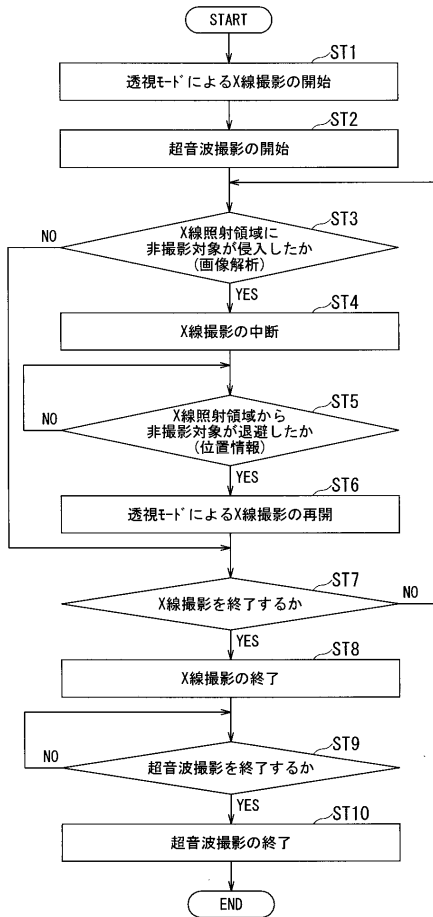 START
ST1
透視モードによるX線撮影の開始
ST2
超音波撮影の開始
ST3
X線照射領域に
非撮影対象が侵入したか
(画像解析)
NO
YES
ST4
X線撮影の中断
ST5
X線照射領域から
非撮影対象が退避したか
(位置情報)
NO
YES
ST6
透視モードによるX線撮影の再開
ST7
X線撮影を終了するか
NO
YES
ST8
X線撮影の終了
ST9
超音波撮影を終了するか
NO
YES
ST10
超音波撮影の終了
END